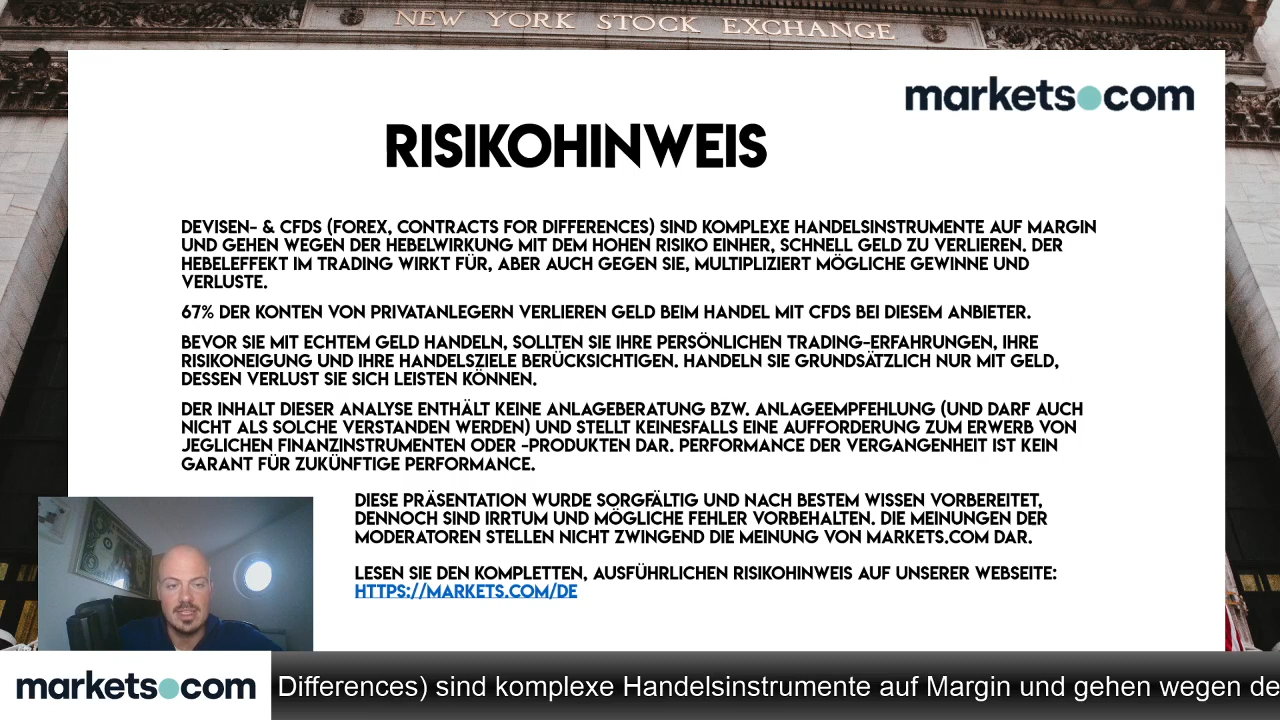 NEW YORK STOCK EXCHANGE
markets.com
RISIKOHINWEIS
DEVISEN- & CFDS (FOREX, CONTRACTS FOR DIFFERENCES) SIND KOMPLEXE HANDELSINSTRUMENTE AUF MARGIN
UND GEHEN WEGEN DER HEBELWIRKUNG MIT DEM HOHEN RISIKO EINHER, SCHNELL GELD ZU VERLIEREN. DER
HEBELEFFEKT IM TRADING WIRKT FÜR, ABER AUCH GEGEN SIE, MULTIPLIZIERT MÖGLICHE GEWINNE UND
VERLUSTE.
67% DER KONTEN VON PRIVATANLEGERN VERLIEREN GELD BEIM HANDEL MIT CFDS BEI DIESEM ANBIETER.
BEVOR SIE MIT ECHTEM GELD HANDELN, SOLLTEN SIE IHRE PERSÖNLICHEN TRADING-ERFAHRUNGEN, IHRE
RISIKONEIGUNG UND IHRE HANDELSZIELE BERÜCKSICHTIGEN. HANDELN SIE GRUNDSÄTZLICH NUR MIT GELD,
DESSEN VERLUST SIE SICH LEISTEN KÖNNEN.
DER INHALT DIESER ANALYSE ENTHÄLT KEINE ANLAGEBERATUNG BZW. ANLAGEEMPFEHLUNG (UND DARF AUCH
NICHT ALS SOLCHE VERSTANDEN WERDEN) UND STELLT KEINESFALLS EINE AUFFORDERUNG ZUM ERWERB VON
JEGLICHEN FINANZINSTRUMENTEN ODER -PRODUKTEN DAR. PERFORMANCE DER VERGANGENHEIT IST KEIN
GARANT FÜR ZUKÜNFTIGE PERFORMANCE.
DIESE PRÄSENTATION WURDE SORGFÄLTIG UND NACH BESTEM WISSEN VORBEREITET,
DENNOCH SIND IRRTUM UND MÖGLICHE FEHLER VORBEHALTEN. DIE MEINUNGEN DER
MODERATOREN STELLEN NICHT ZWINGEND DIE MEINUNG VON MARKETS.COM DAR.
LESEN SIE DEN KOMPLETTEN, AUSFÜHRLICHEN RISIKOHINWEIS AUF UNSERER WEBSEITE:
HTTPS://MARKETS.COM/DE
markets.com
Differences) sind komplexe Handelsinstrumente auf Margin und gehen wegen de